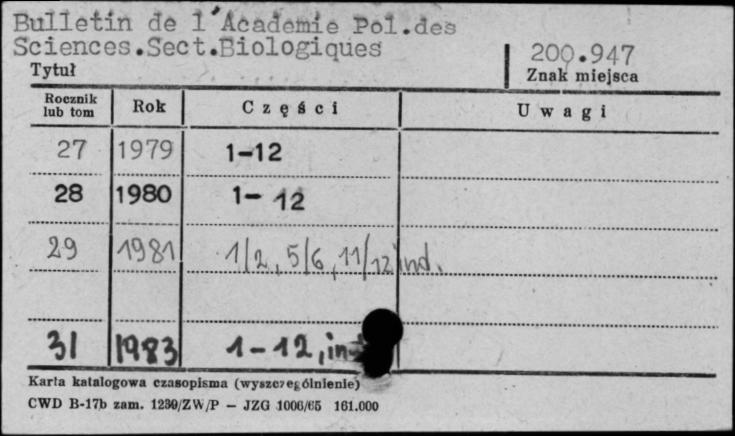 Bulletin de l'Academie Pol.des
Sciences.Sect.Biologiques
Tytuł
200.947
Znak miejsca
Rocznik lub tom Rok Części Uwagi
27 1979 1-12
28 1980 1- 12
29 1981 1/2, 5/6, 11/12 ind.
31 1983 1-12,
Karta katalogowa czasopisma (wyszczególnienie)
CWD B-17b zam. 1230/ZW/P — JZG 1006/65 161.000